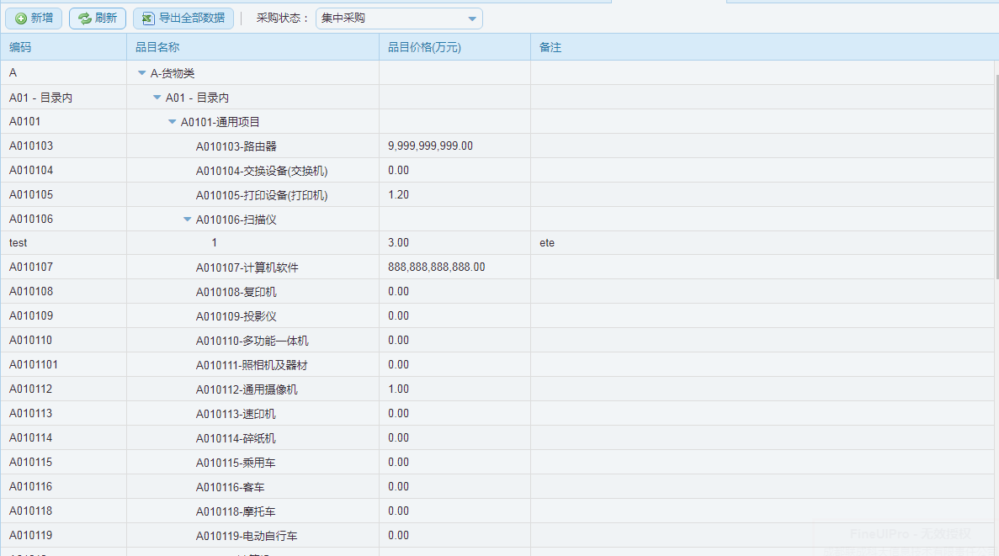 新增 刷新 导出全部数据 采购状态： 集中采购
编码 品目名称 品目价格(万元) 备注
A A-货物类
A01 - 目录内 A01 - 目录内
A0101 A0101-通用项目
A010103 A010103-路由器 9,999,999,999.00
A010104 A010104-交换设备(交换机) 0.00
A010105 A010105-打印设备(打印机) 1.20
A010106 A010106-扫描仪
test 1 3.00 ete
A010107 A010107-计算机软件 888,888,888,888.00
A010108 A010108-复印机 0.00
A010109 A010109-投影仪 0.00
A010110 A010110-多功能一体机 0.00
A0101101 A010111-照相机及器材 0.00
A010112 A010112-通用摄像机 1.00
A010113 A010113-速印机 0.00
A010114 A010114-碎纸机 0.00
A010115 A010115-乘用车 0.00
A010116 A010116-客车 0.00
A010118 A010118-摩托车 0.00
A010119 A010119-电动自行车 0.00
FineUIPro - 无效授权